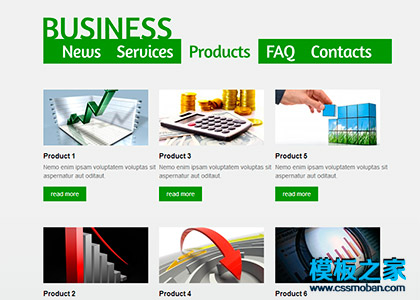 BUSINESS
News Services Products FAQ Contacts
Product 1
Nemo enim ipsam voluptatem voluptas sit
aspernatur aut oditaut
read more
Product 3
Nemo enim ipsam voluptatem voluptas sit
aspernatur aut oditaut
read more
Product 5
Nemo enim ipsam voluptatem voluptas sit
aspernatur aut oditaut
read more
Product 2
Product 4
Product 6
模板之家
www.cssmoban.com